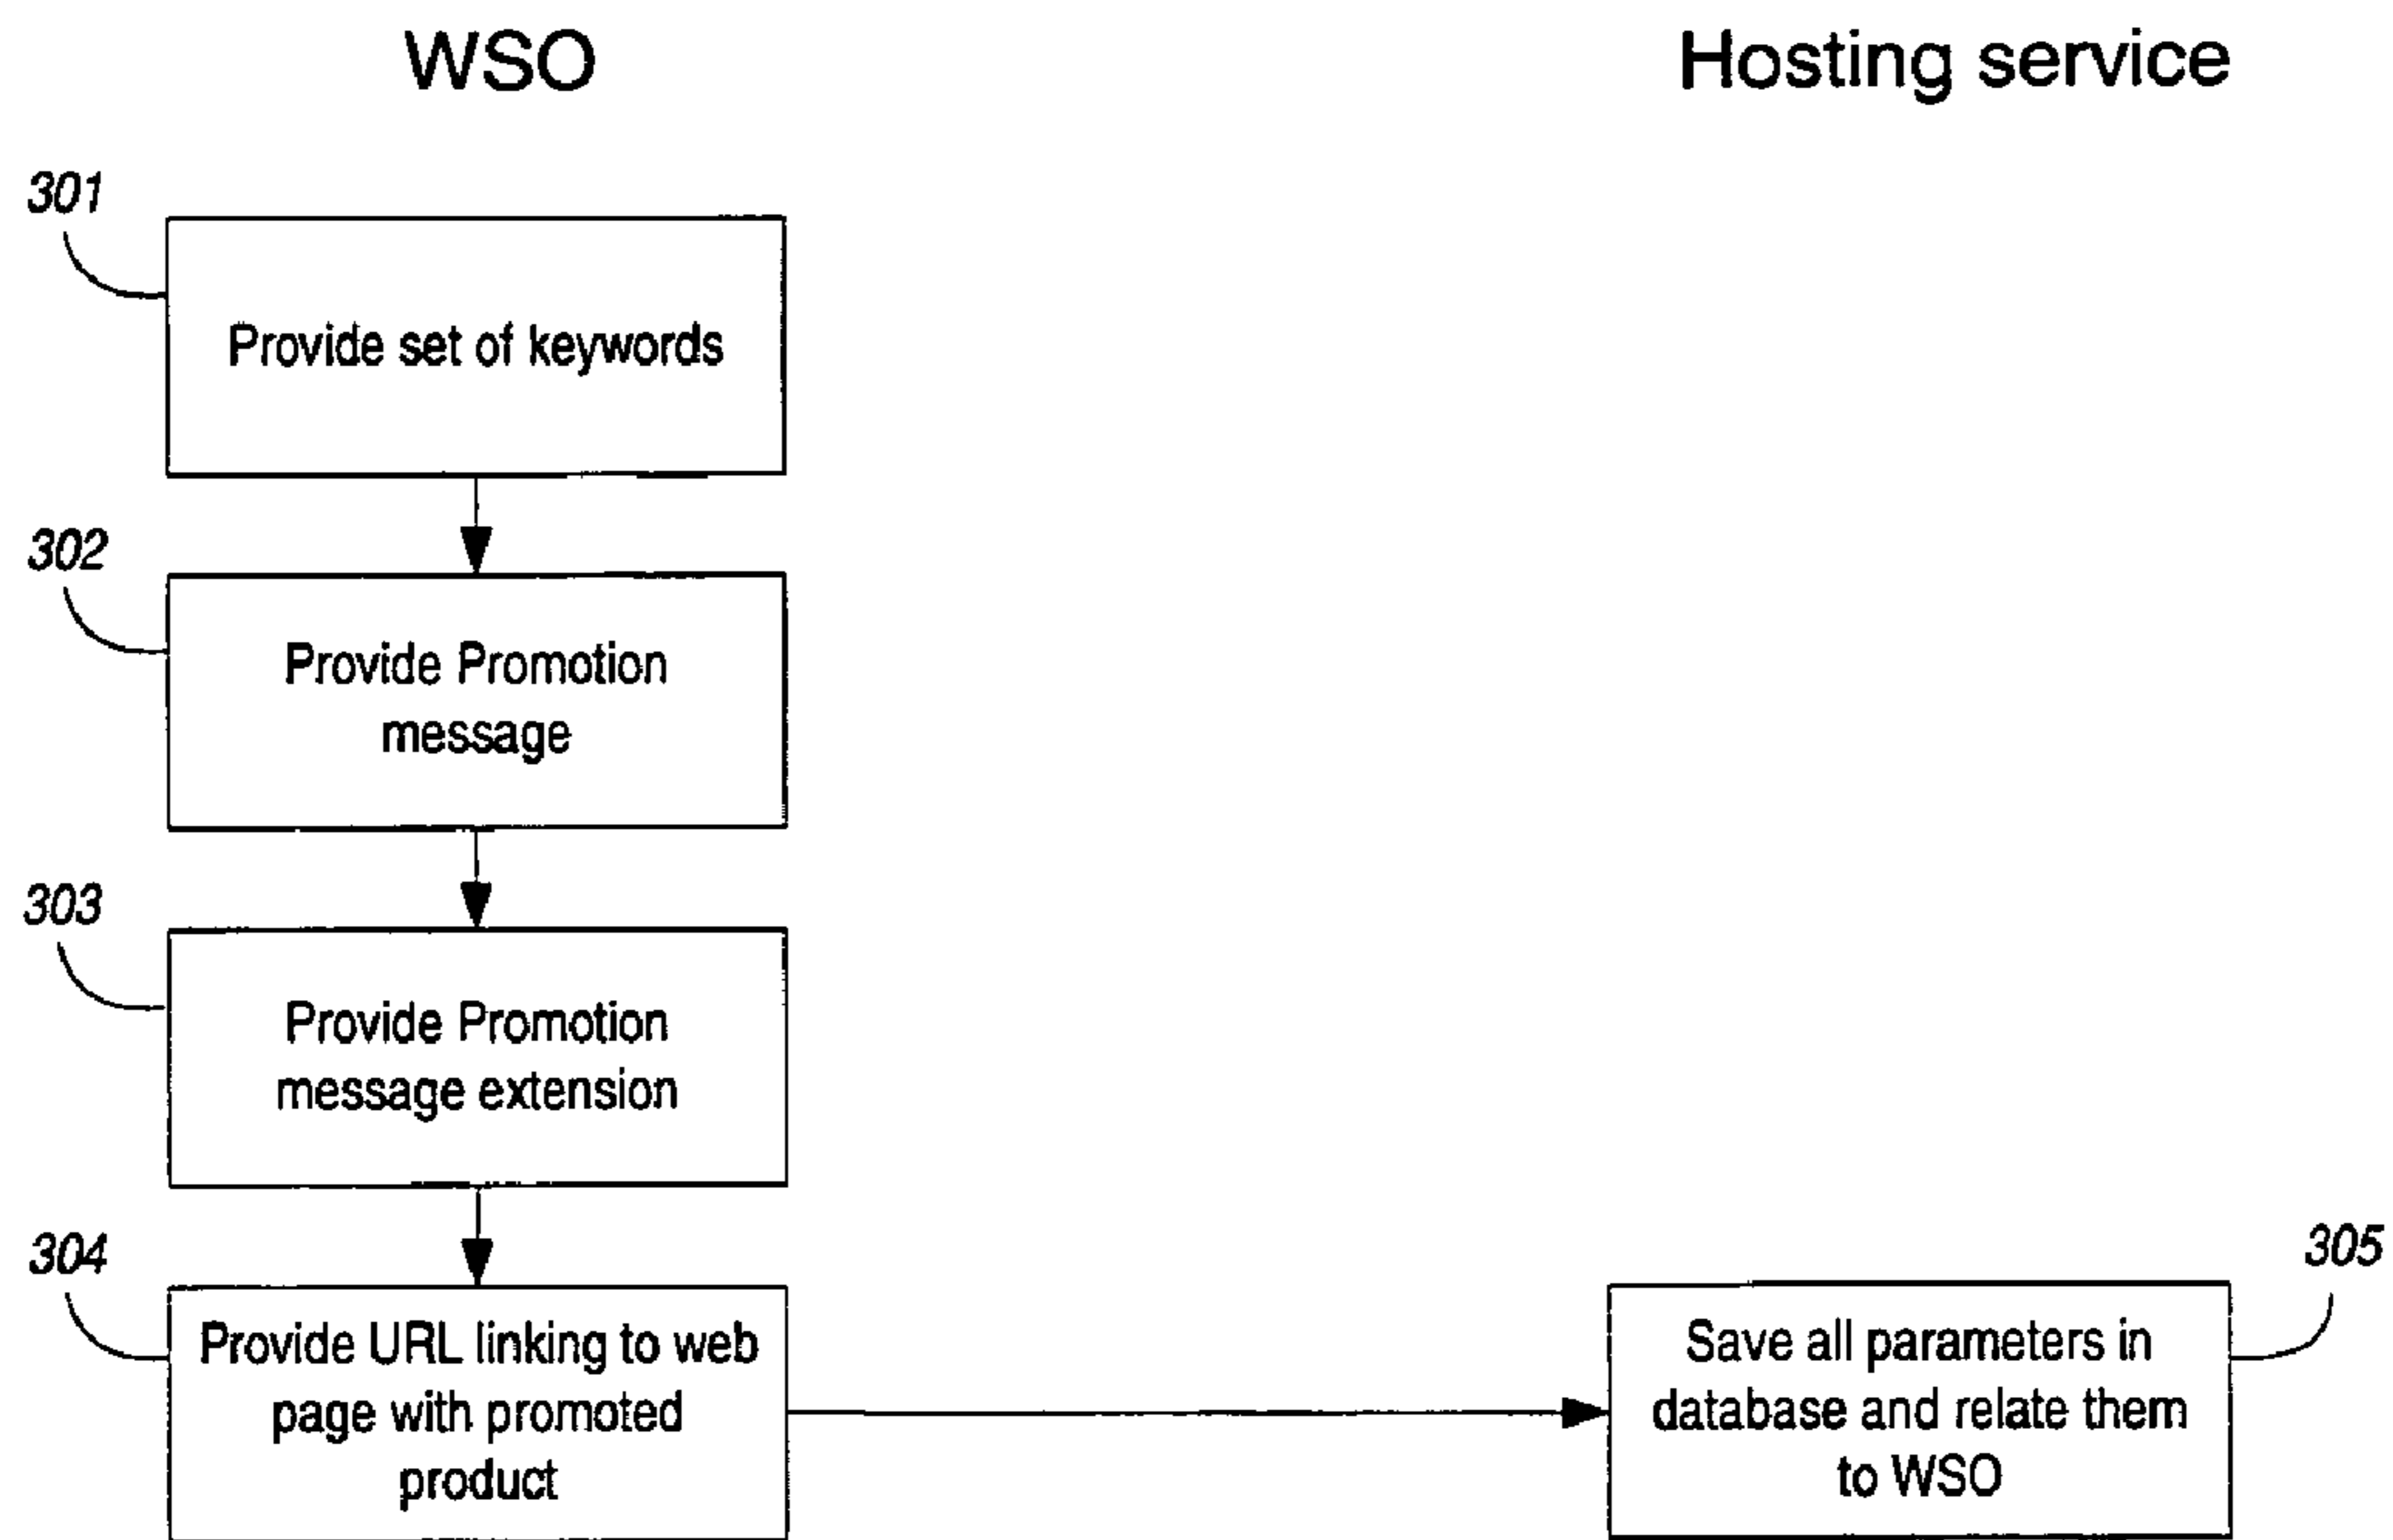 WSO
Hosting service
301
Provide set of keywords
302
Provide Promotion
message
303
Provide Promotion
message extension
304
Provide URL linking to web
page with promoted
product
305
Save all parameters in
database and relate them
to WSO